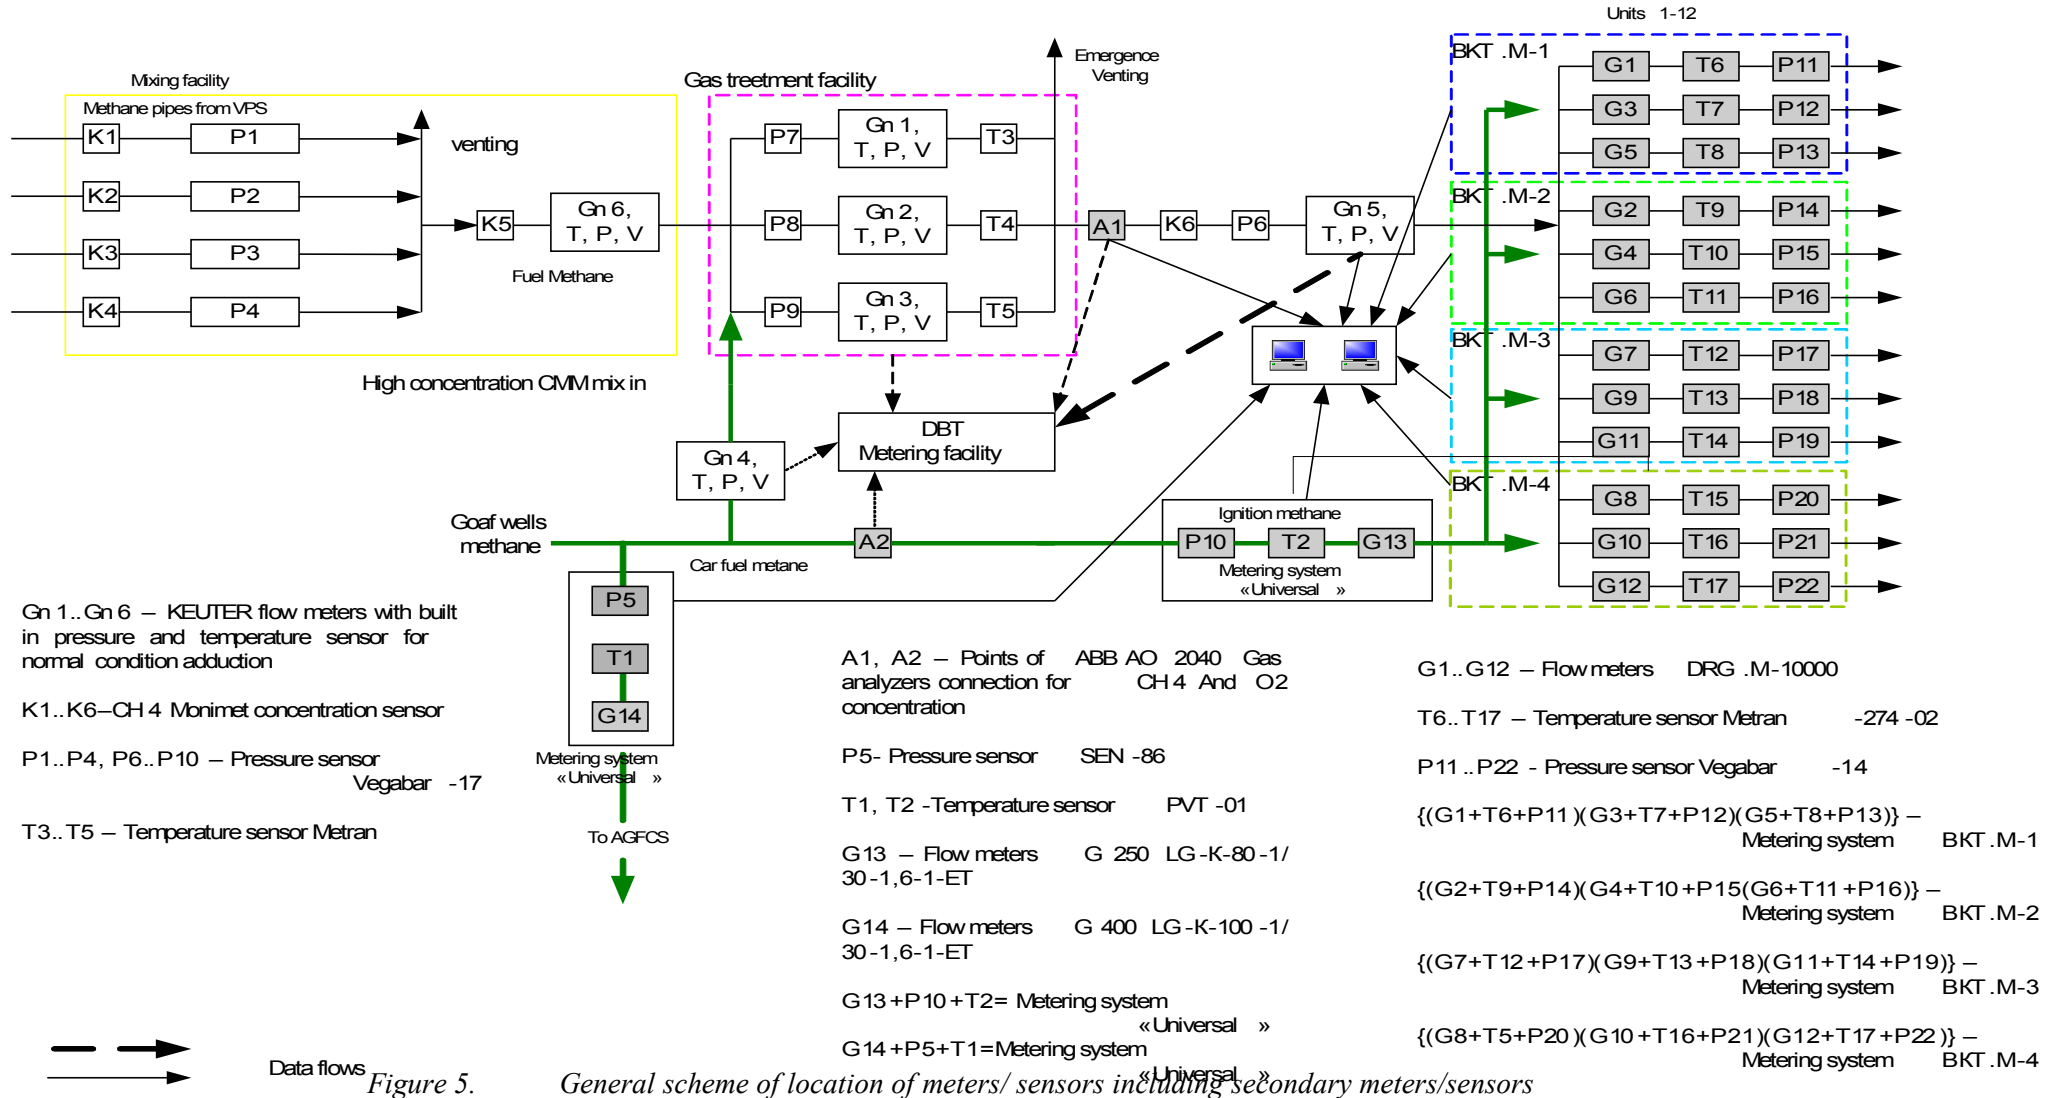 Units 1-12
Mixing facility
Methane pipes from VPS
K1
P1
K2
P2
K3
P3
K4
P4
venting
K5
Gn 6,
T, P, V
Fuel Methane
Gas treetment facility
P7
Gn 1,
T, P, V
T3
P8
Gn 2,
T, P, V
T4
P9
Gn 3,
T, P, V
T5
Emergence
Venting
A1
K6
P6
Gn 5,
T, P, V
High concentration CMM mix in
Gn 4,
T, P, V
DBT
Metering facility
Goaf wells
methane
A2
Car fuel metane
P5
T1
G14
Metering system
«Universal »
To AGFCS
Ignition methane
P10
T2
G13
Metering system
«Universal »
BKT .M-1
G1
T6
P11
G3
T7
P12
G5
T8
P13
BKT .M-2
G2
T9
P14
G4
T10
P15
G6
T11
P16
BKT .M-3
G7
T12
P17
G9
T13
P18
G11
T14
P19
BKT .M-4
G8
T15
P20
G10
T16
P21
G12
T17
P22
Gn 1..Gn 6 – KEUTER flow meters with built
in pressure and temperature sensor for
normal condition adduction
K1..K6–CH 4 Monimet concentration sensor
P1..P4, P6..P10 – Pressure sensor
Vegabar -17
T3..T5 – Temperature sensor Metran
A1, A2 – Points of ABB AO 2040 Gas
analyzers connection for CH 4 And O2
concentration
P5- Pressure sensor SEN -86
T1, T2 -Temperature sensor PVT -01
G13 – Flow meters G 250 LG-K-80 -1/
30 -1,6-1-ET
G14 – Flow meters G 400 LG-K-100 -1/
30 -1,6-1-ET
G13+P10+T2= Metering system
«Universal »
G14+P5+T1=Metering system
«Universal »
G1..G12 – Flow meters DRG .M-10000
T6..T17 – Temperature sensor Metran -274 -02
P11..P22 - Pressure sensor Vegabar -14
{(G1+T6+P11)(G3+T7+P12)(G5+T8+P13)} –
Metering system BKT.M-1
{(G2+T9+P14)(G4+T10+P15(G6+T11+P16)} –
Metering system BKT.M-2
{(G7+T12+P17)(G9+T13+P18)(G11+T14+P19)} –
Metering system BKT.M-3
{(G8+T5+P20)(G10+T16+P21)(G12+T17+P22)} –
Metering system BKT.M-4
Data flows
Figure 5. General scheme of location of meters/ sensors including secondary meters/sensors